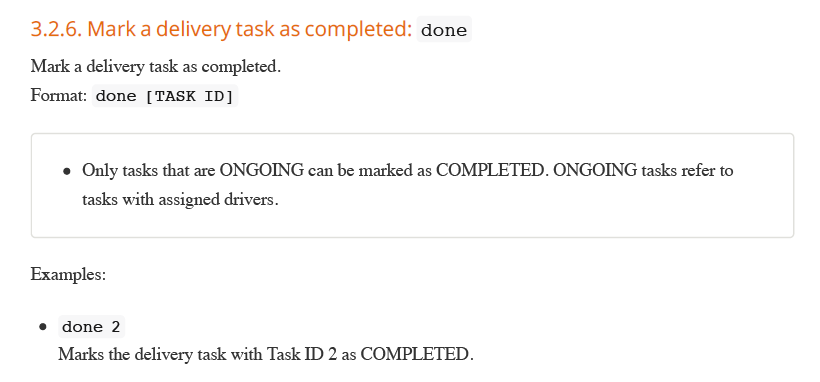 3.2.6. Mark a delivery task as completed: done
Mark a delivery task as completed.
Format: done [TASK ID]
• Only tasks that are ONGOING can be marked as COMPLETED. ONGOING tasks refer to
tasks with assigned drivers.
Examples:
• done 2
Marks the delivery task with Task ID 2 as COMPLETED.